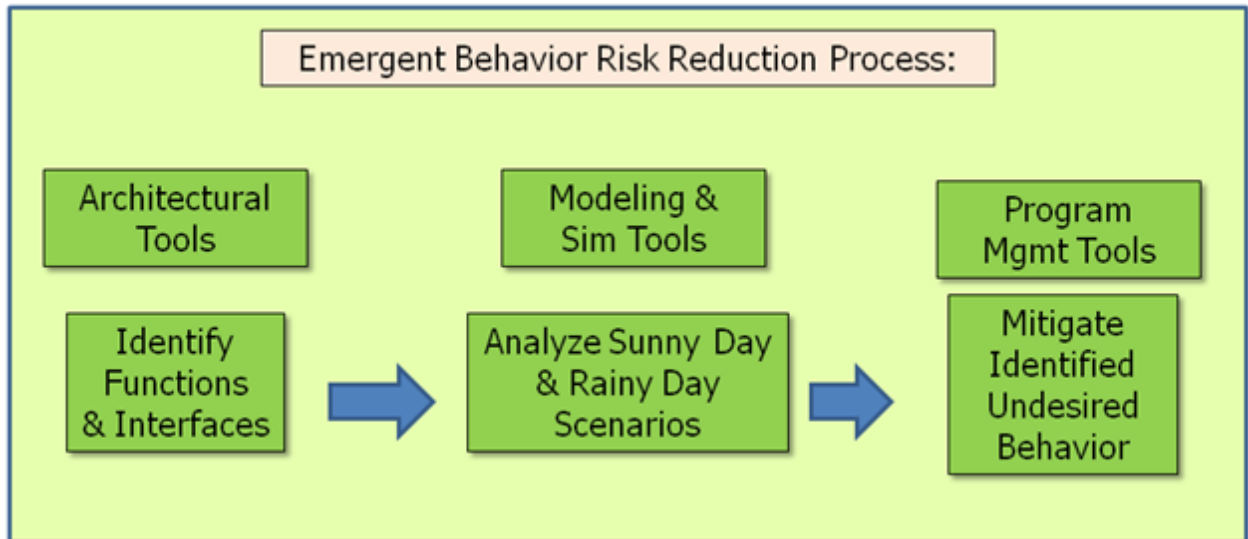 Emergent Behavior Risk Reduction Process:
Architectural
Tools
Modeling &
Sim Tools
Program
Mgmt Tools
Identify
Functions
& Interfaces
Analyze Sunny Day
& Rainy Day
Scenarios
Mitigate
Identified
Undesired
Behavior